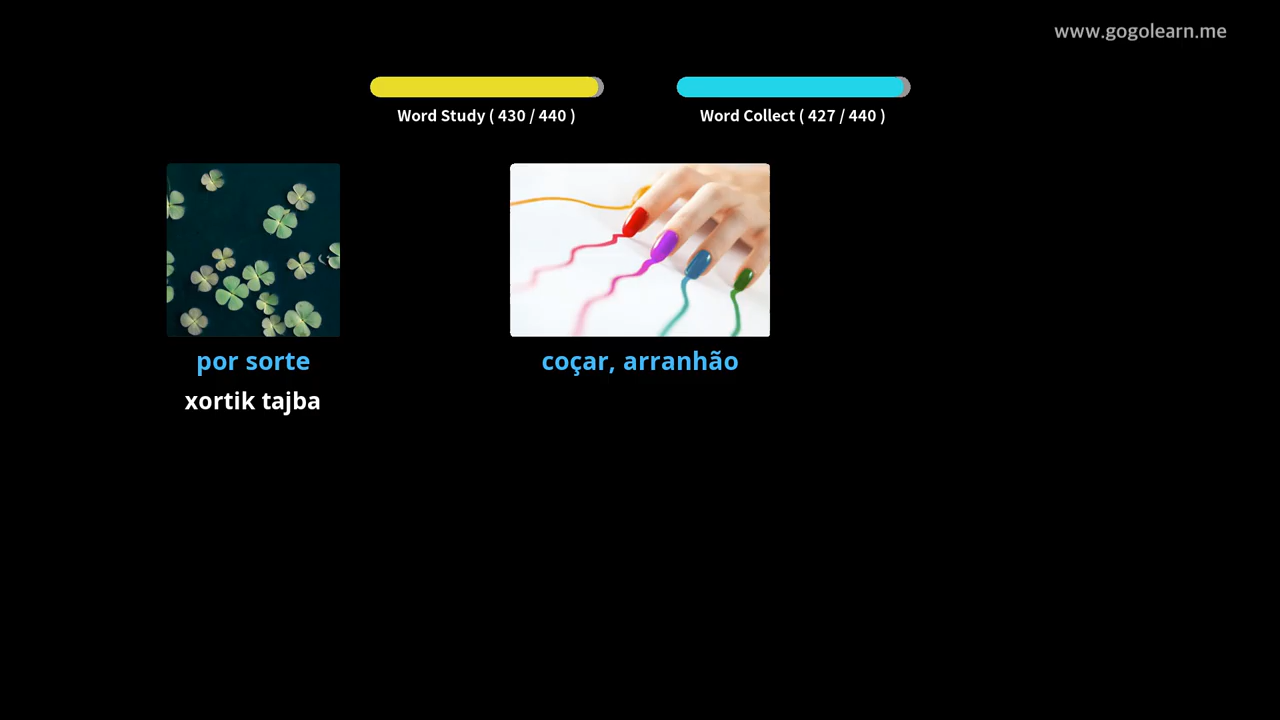 www.gogolearn.me
Word Study ( 430 / 440 )
Word Collect ( 427 / 440 )
por sorte
coçar, arranhão
xortik tajba